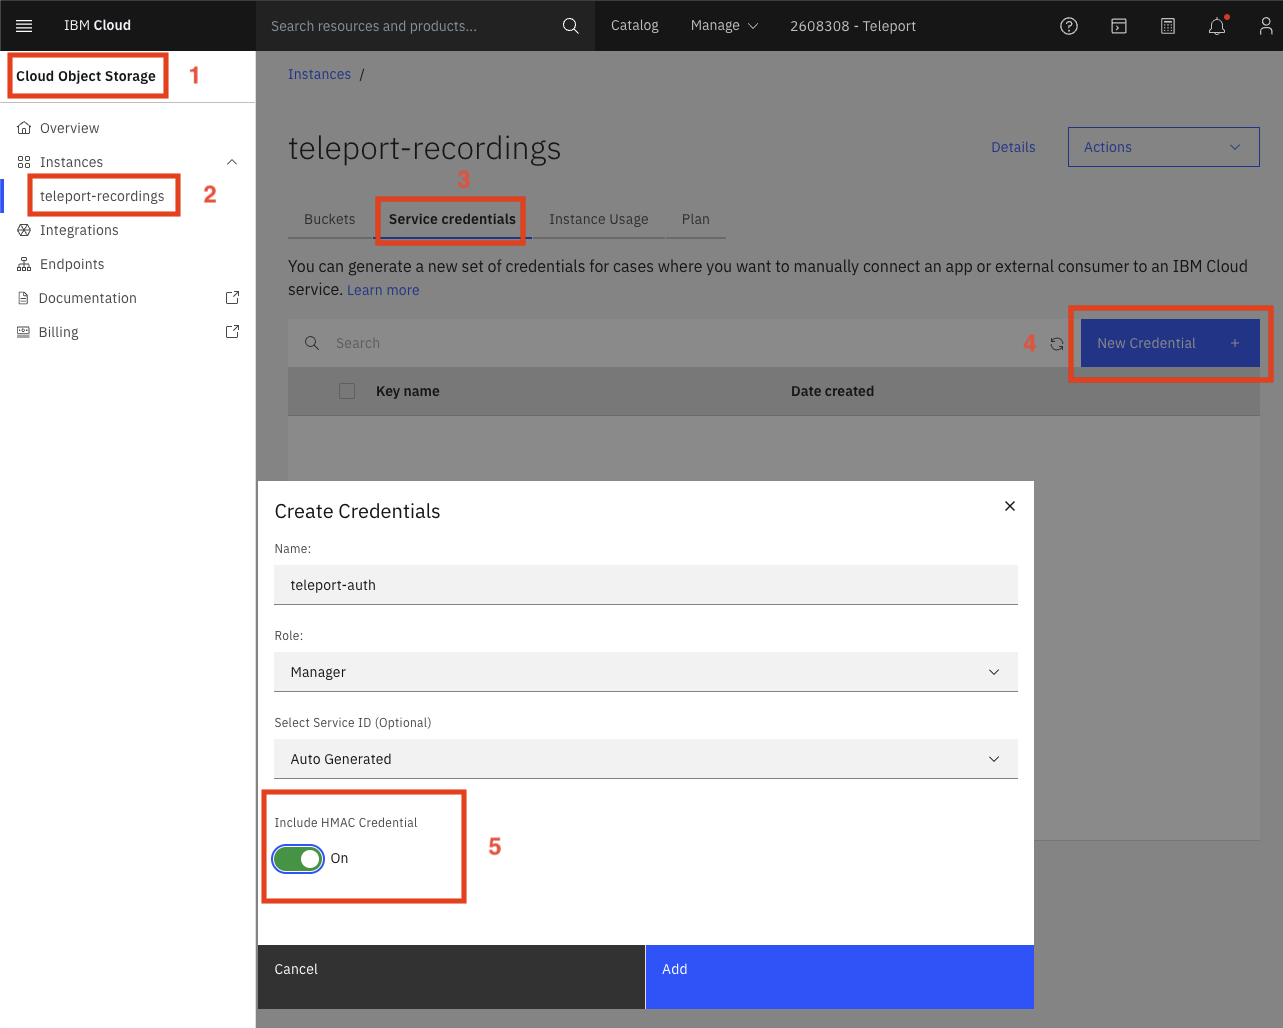 IBM Cloud
Search resources and products...
Catalog
Manage
2608308 - Teleport
Cloud Object Storage
1
Overview
Instances
teleport-recordings
2
Integrations
Endpoints
Documentation
Billing
Instances /
teleport-recordings
Details
Actions
3
Buckets
Service credentials
Instance Usage
Plan
You can generate a new set of credentials for cases where you want to manually connect an app or external consumer to an IBM Cloud
service. Learn more
Search
4
New Credential +
Key name
Date created
Create Credentials
Name:
teleport-auth
Role:
Manager
Select Service ID (Optional)
Auto Generated
Include HMAC Credential
On
5
Cancel
Add